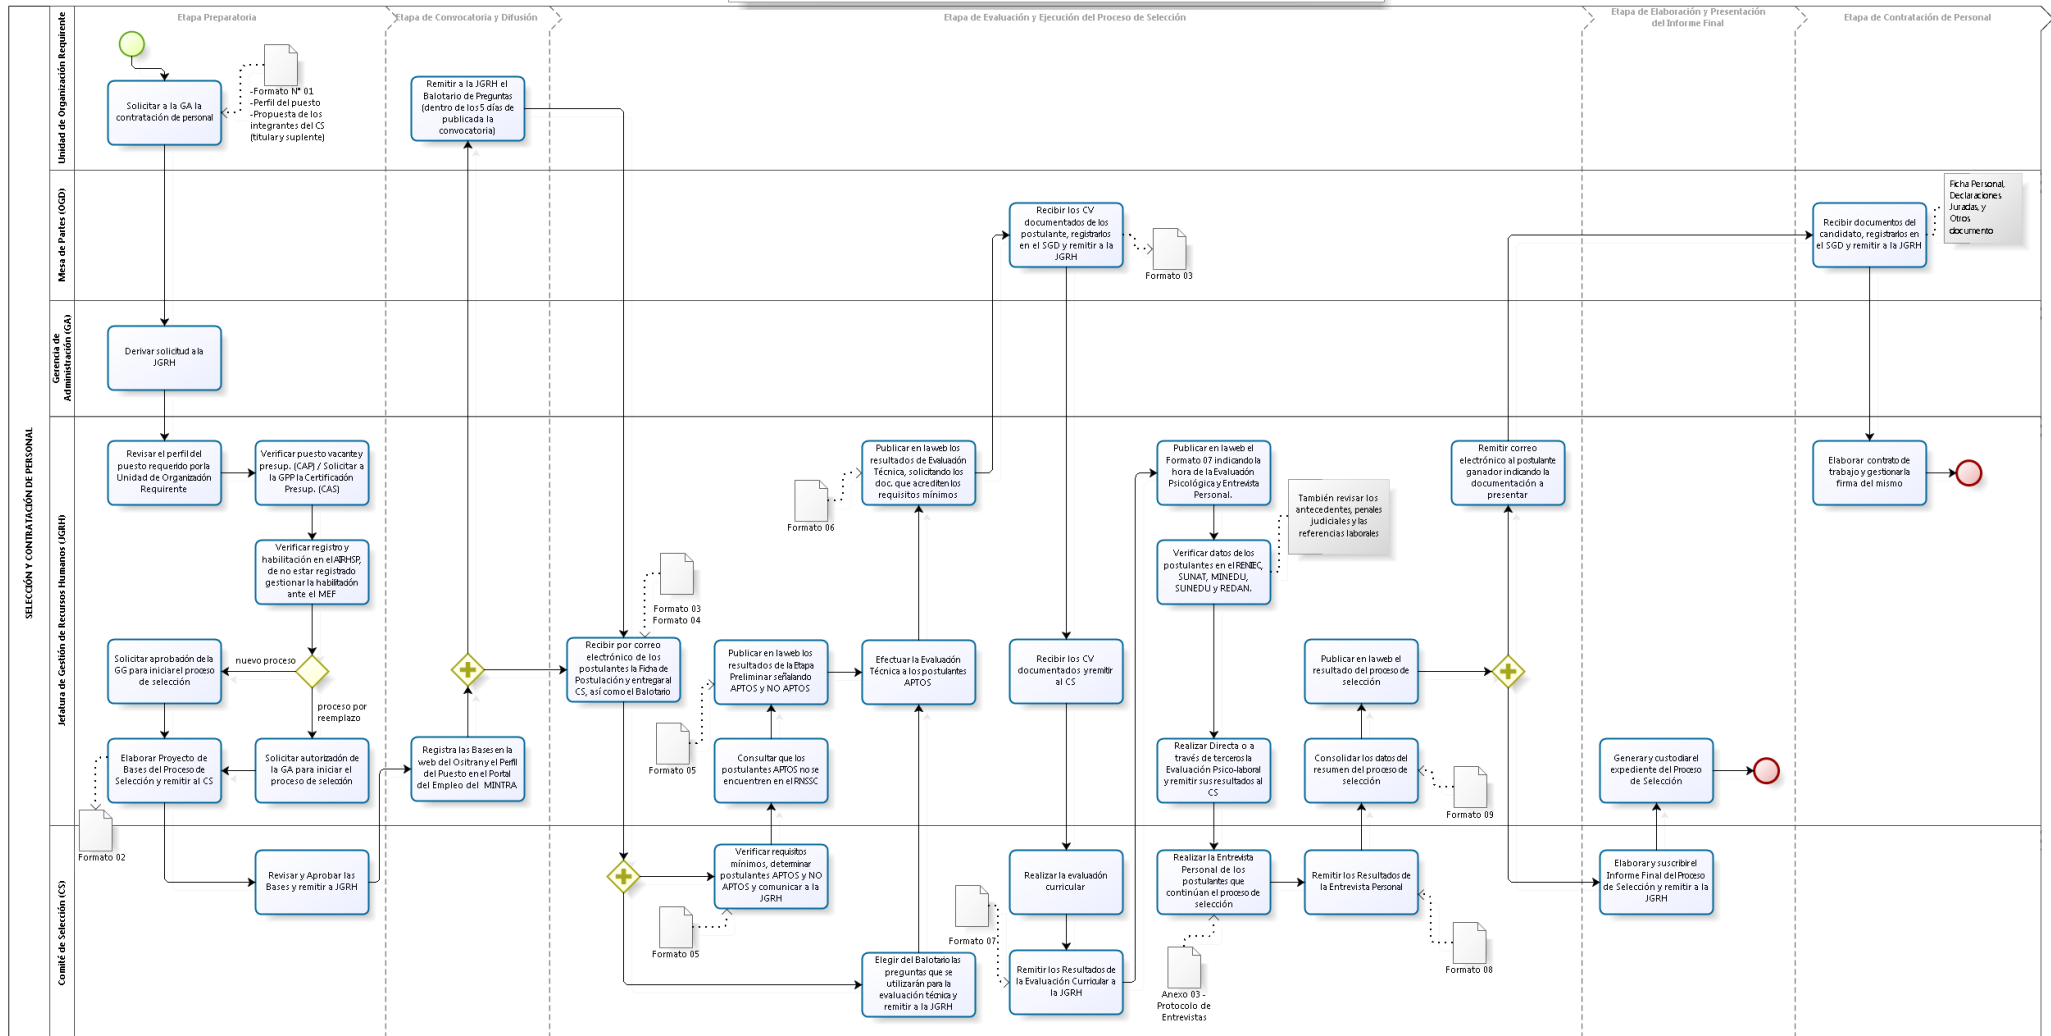 Etapa Preparatoria
Etapa de Convocatoria y Difusión
Etapa de Evaluación y Ejecución del Proceso de Selección
Etapa de Elaboración y Presentación
del Informe Final
Etapa de Contratación de Personal
SELECCIÓN Y CONTRATACIÓN DE PERSONAL
Unidad de Organización Requirente
Solicitar a la GA la
contratación de personal
-Formato N° 01
-Perfil del puesto
-Propuesta de los
integrantes del CS
(titular y suplente)
Remitir a la JGRH el
Balotario de Preguntas
(dentro de los 5 días de
publicada la
convocatoria)
Mesa de Partes (OGD)
Recibir los CV
documentados de los
postulante, registrarlos
en el SGD y remitir a la
JGRH
Formato 03
Recibir documentos del
candidato, registrarlos en
el SGD y remitir a la JGRH
Ficha Personal,
Declaraciones
Juradas, y
Otros
documento
Gerencia de
Administración (GA)
Derivar solicitud a la
JGRH
Jefatura de Gestión de Recursos Humanos (JGRH)
Revisar el perfil del
puesto requerido por la
Unidad de Organización
Requirente
Verificar puesto vacante y
presup. (CAP) / Solicitar a
la GPP la Certificación
Presup. (CAS)
Verificar registro y
habilitación en el AIRHSP,
de no estar registrado
gestionar la habilitación
ante el MEF
nuevo proceso
proceso por
reemplazo
Solicitar aprobación de la
GG para iniciar el proceso
de selección
Elaborar Proyecto de
Bases del Proceso de
Selección y remitir al CS
Solicitar autorización de
la GA para iniciar el
proceso de selección
Formato 02
Registra las Bases en la
web del Ositran y el Perfil
del Puesto en el Portal
del Empleo del MINTRA
Formato 03
Formato 04
Recibir por correo
electrónico de los
postulantes la Ficha de
Postulación y entregar al
CS, así como el Balotario
Publicar en la web los
resultados de la Etapa
Preliminar señalando
APTOS y NO APTOS
Formato 05
Consultar que los
postulantes APTOS no se
encuentren en el RNSSC
Publicar en la web los
resultados de Evaluación
Técnica, solicitando los
doc. que acrediten los
requisitos mínimos
Formato 06
Efectuar la Evaluación
Técnica a los postulantes
APTOS
Recibir los CV
documentados y remitir
al CS
Publicar en la web el
Formato 07 indicando la
hora de la Evaluación
Psicológica y Entrevista
Personal.
También revisar los
antecedentes, penales
judiciales y las
referencias laborales
Verificar datos de los
postulantes en el RENIEC,
SUNAT, MINEDU,
SUNEDU y REDAN.
Realizar Directa o a
través de terceros la
Evaluación Psico-laboral
y remitir sus resultados al
CS
Publicar en la web el
resultado del proceso de
selección
Consolidar los datos del
resumen del proceso de
selección
Formato 09
Remitir correo
electrónico al postulante
ganador indicando la
documentación a
presentar
Generar y custodiar el
expediente del Proceso
de Selección
Elaborar contrato de
trabajo y gestionar la
firma del mismo
Comité de Selección (CS)
Revisar y Aprobar las
Bases y remitir a JGRH
Verificar requisitos
mínimos, determinar
postulantes APTOS y NO
APTOS y comunicar a la
JGRH
Formato 05
Elegir del Balotario las
preguntas que se
utilizarán para la
evaluación técnica y
remitir a la JGRH
Realizar la evaluación
curricular
Formato 07
Remitir los Resultados de
la Evaluación Curricular a
la JGRH
Realizar la Entrevista
Personal de los
postulantes que
continúan el proceso de
selección
Anexo 03 -
Protocolo de
Entrevistas
Remitir los Resultados de
la Entrevista Personal
Formato 08
Elaborar y suscribir el
Informe Final del Proceso
de Selección y remitir a la
JGRH